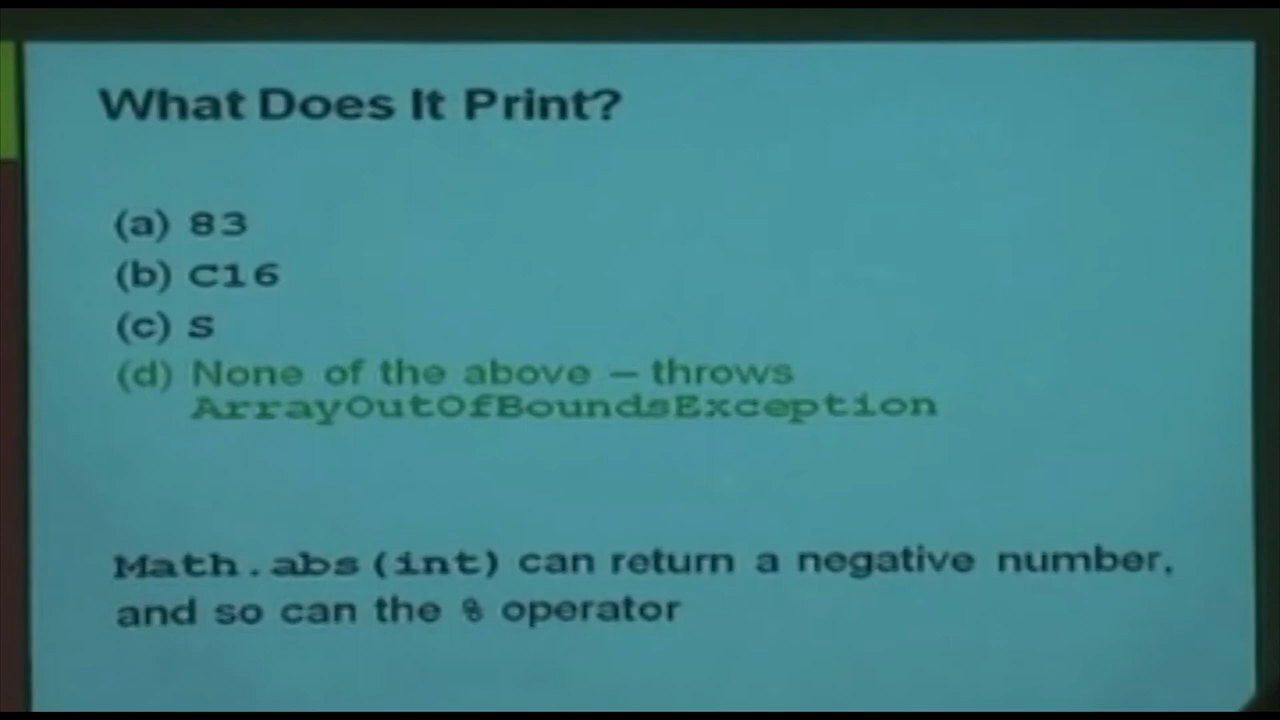 What Does It Print?
(a) 83
(b) C16
(c) S
(d) None of the above – throws
ArrayOutOfBoundsException
Math.abs(int) can return a negative number,
and so can the % operator